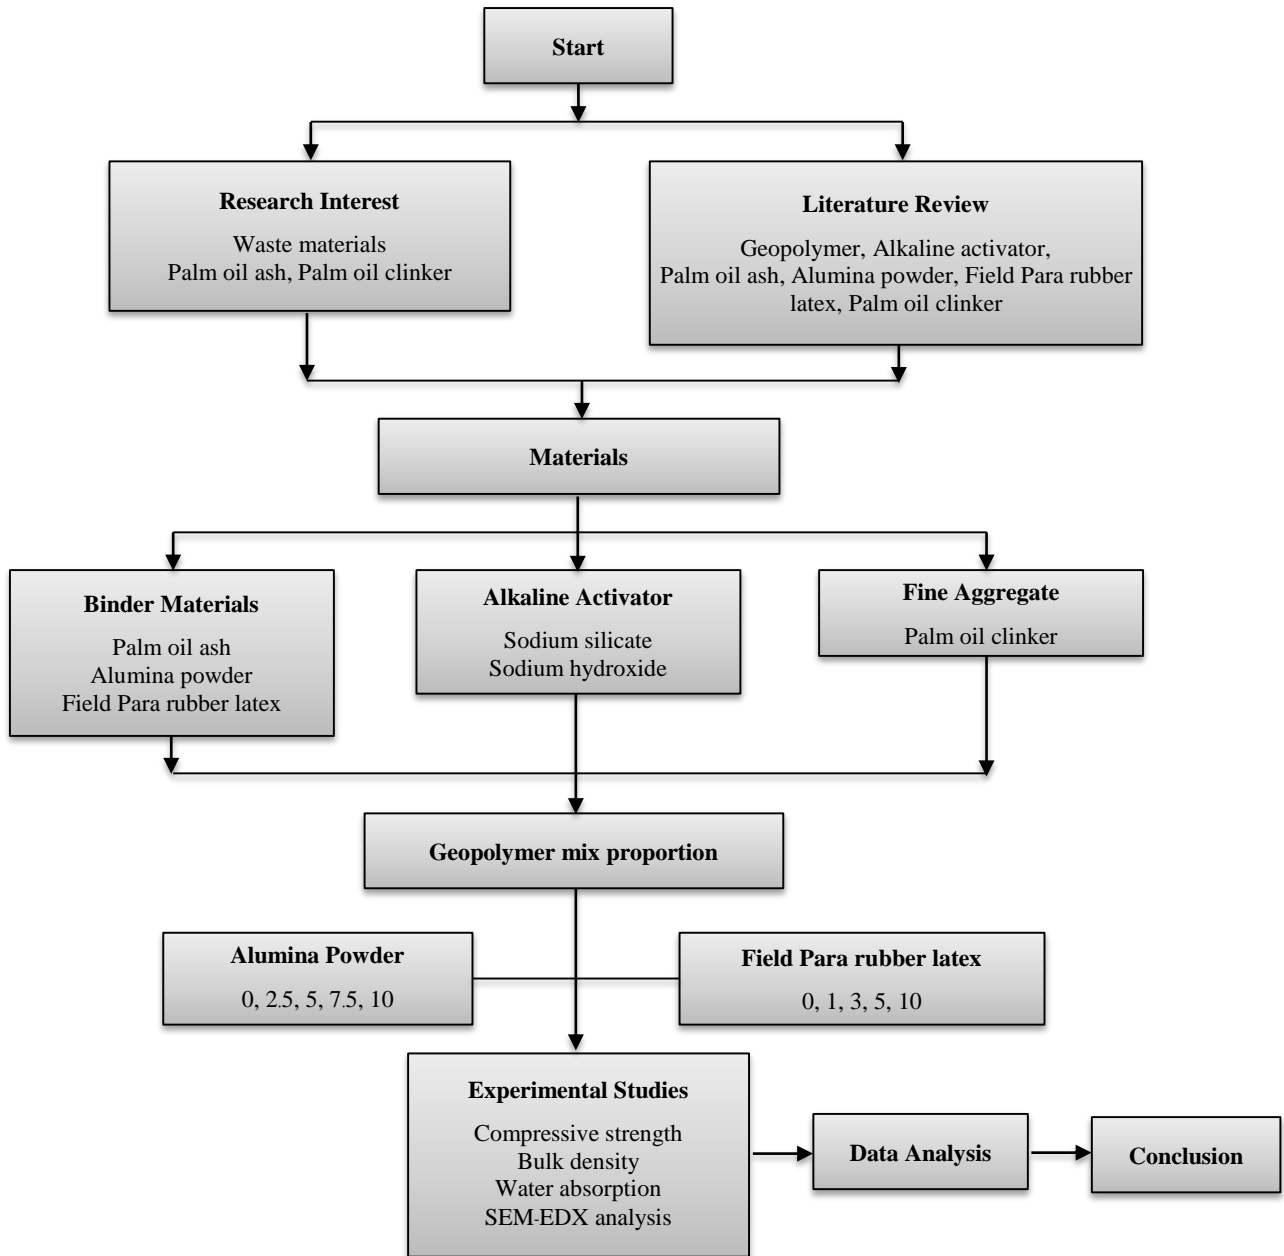 Start
Research Interest
Waste materials
Palm oil ash, Palm oil clinker
Literature Review
Geopolymer, Alkaline activator,
Palm oil ash, Alumina powder, Field Para rubber
latex, Palm oil clinker
Materials
Binder Materials
Palm oil ash
Alumina powder
Field Para rubber latex
Alkaline Activator
Sodium silicate
Sodium hydroxide
Fine Aggregate
Palm oil clinker
Geopolymer mix proportion
Alumina Powder
0, 2.5, 5, 7.5, 10
Field Para rubber latex
0, 1, 3, 5, 10
Experimental Studies
Compressive strength
Bulk density
Water absorption
SEM-EDX analysis
Data Analysis
Conclusion